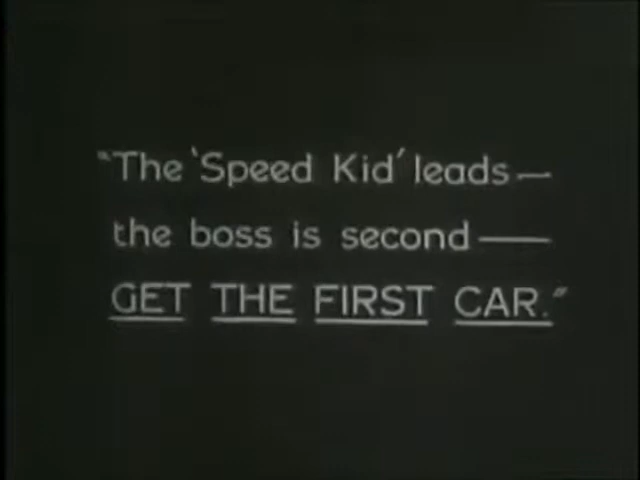 "The 'Speed Kid' leads—
the boss is second—
GET THE FIRST CAR."